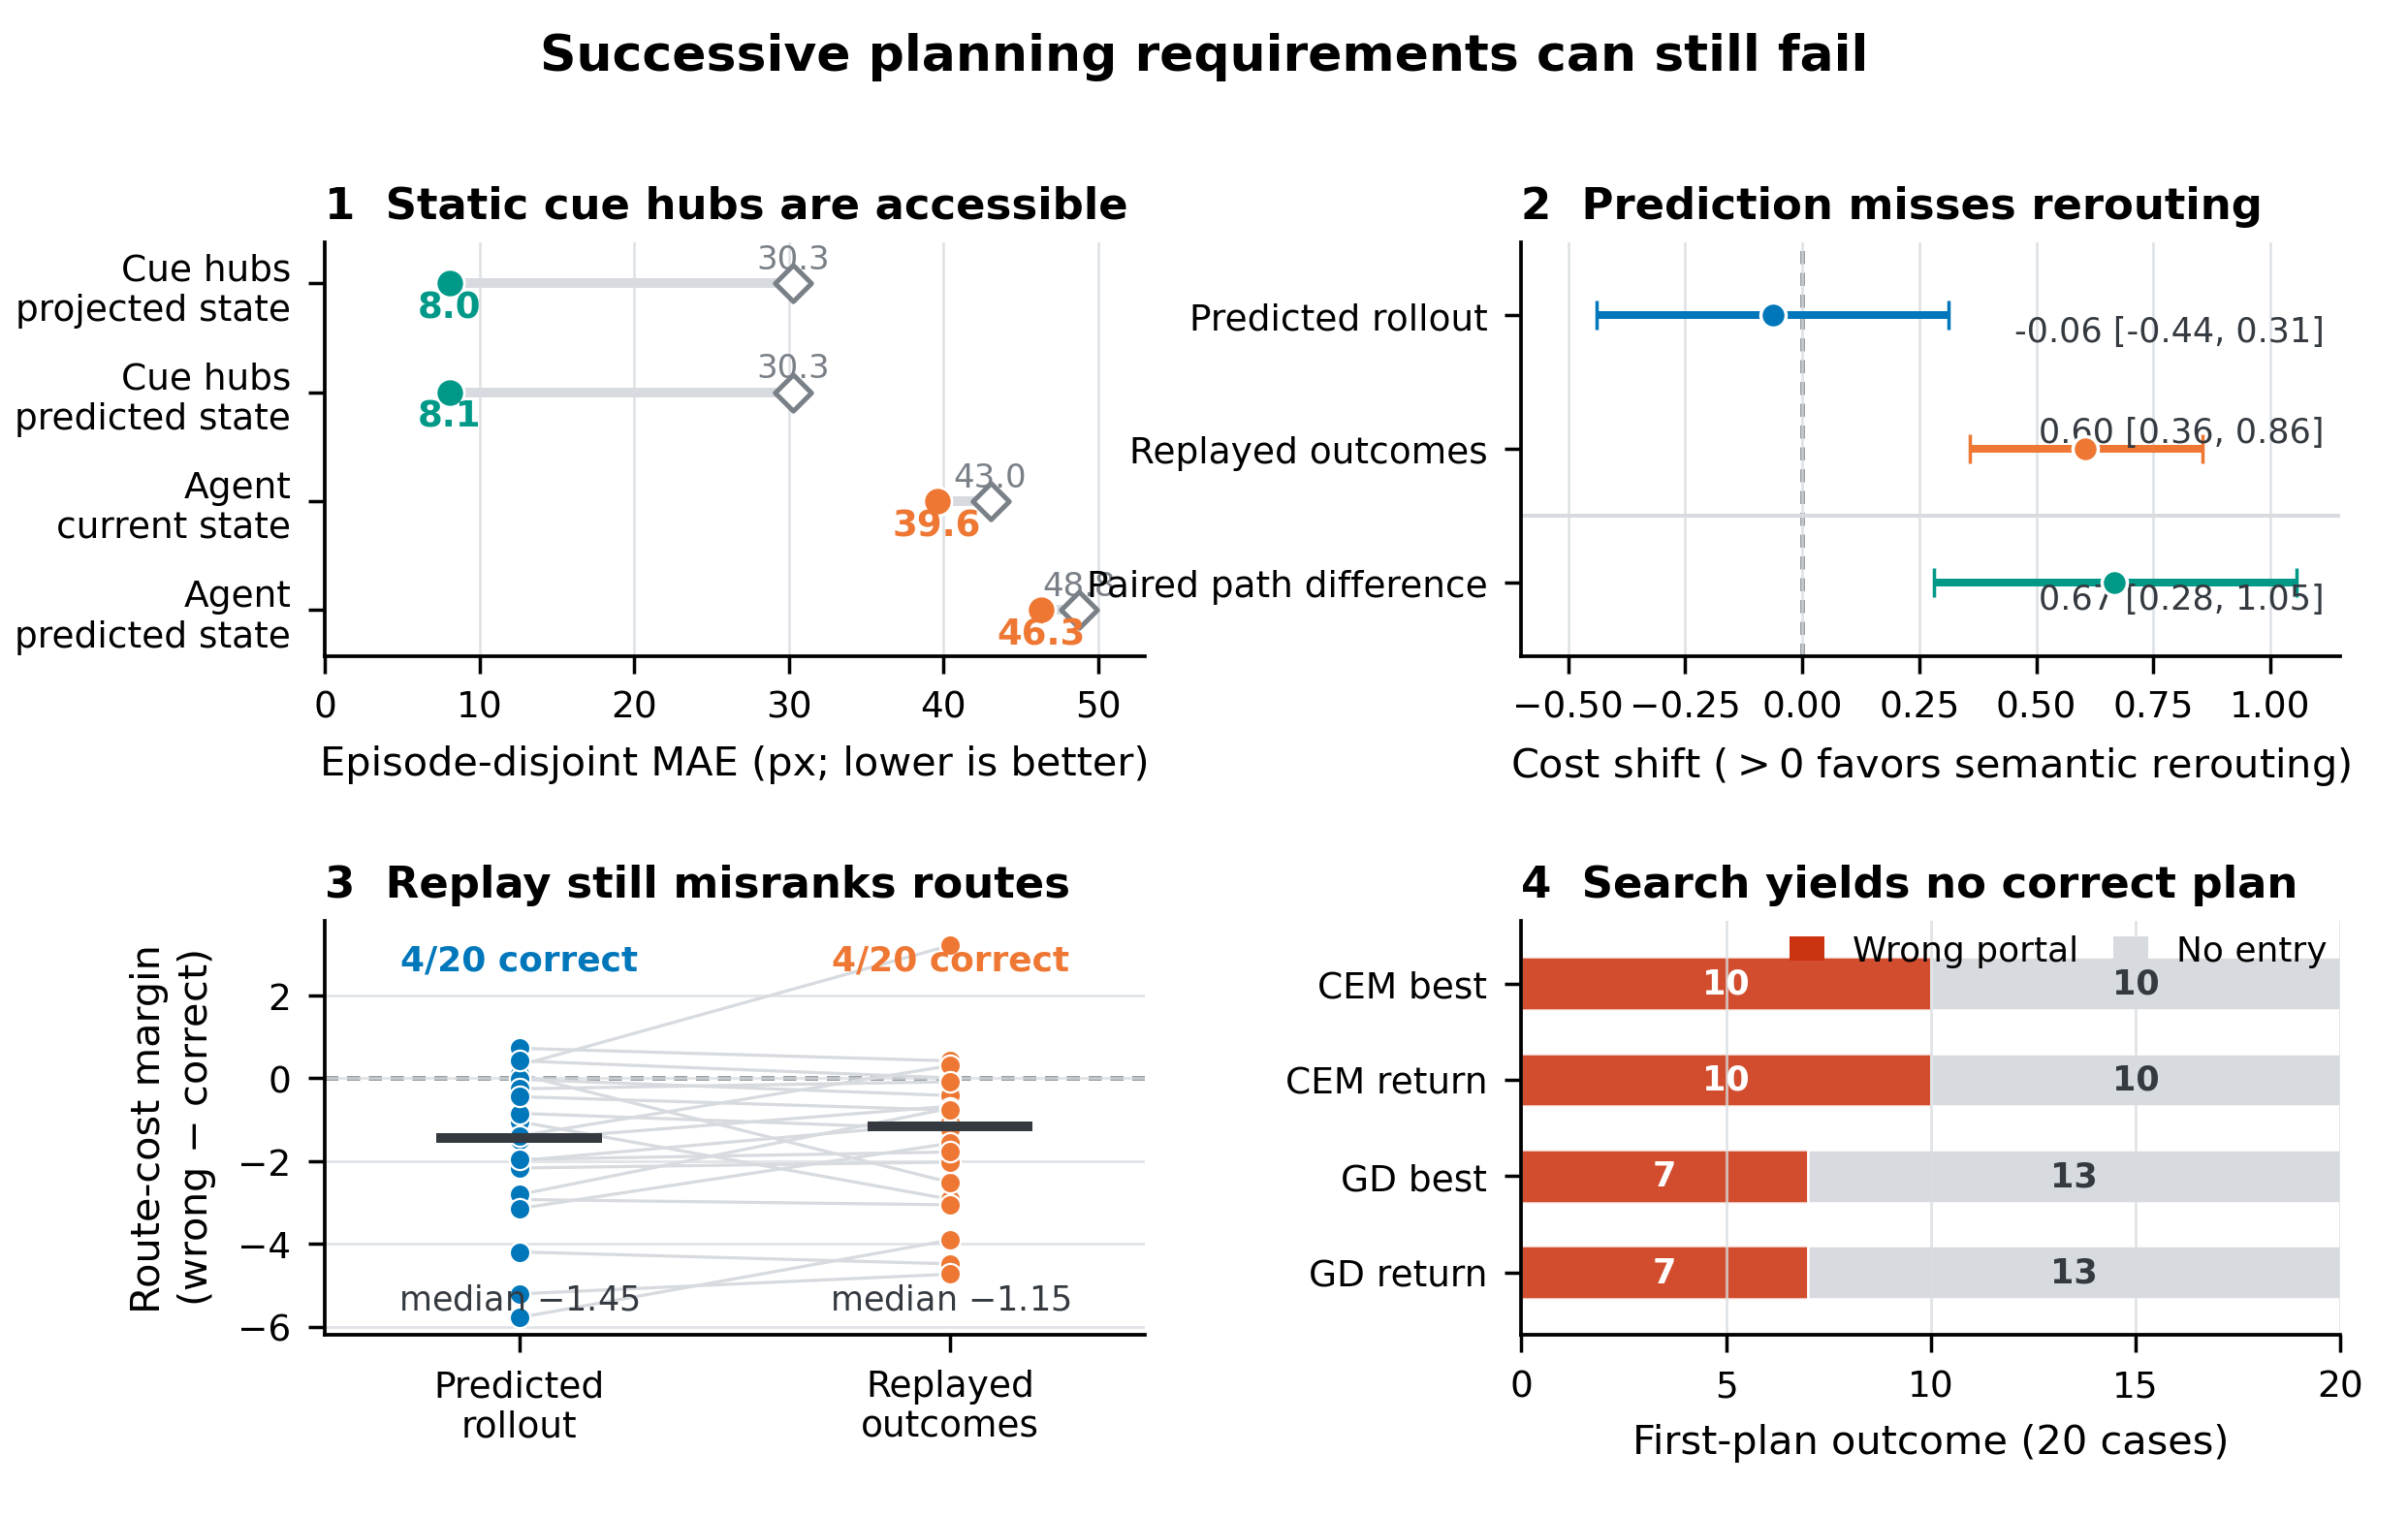 Successive planning requirements can still fail
1 Static cue hubs are accessible
Cue hubs
projected state
30.3
8.0
Cue hubs
predicted state
30.3
8.1
Agent
current state
43.0
39.6
Agent
predicted state
48.8
46.3
0 10 20 30 40 50
Episode-disjoint MAE (px; lower is better)
2 Prediction misses rerouting
Predicted rollout
-0.06 [-0.44, 0.31]
Replayed outcomes
0.60 [0.36, 0.86]
Paired path difference
0.67 [0.28, 1.05]
−0.50 −0.25 0.00 0.25 0.50 0.75 1.00
Cost shift ( > 0 favors semantic rerouting)
3 Replay still misranks routes
Route-cost margin
(wrong − correct)
4/20 correct 4/20 correct
2
0
−2
−4
−6
median −1.45 median −1.15
Predicted
rollout
Replayed
outcomes
4 Search yields no correct plan
Wrong portal No entry
CEM best 10 10
CEM return 10 10
GD best 7 13
GD return 7 13
0 5 10 15 20
First-plan outcome (20 cases)